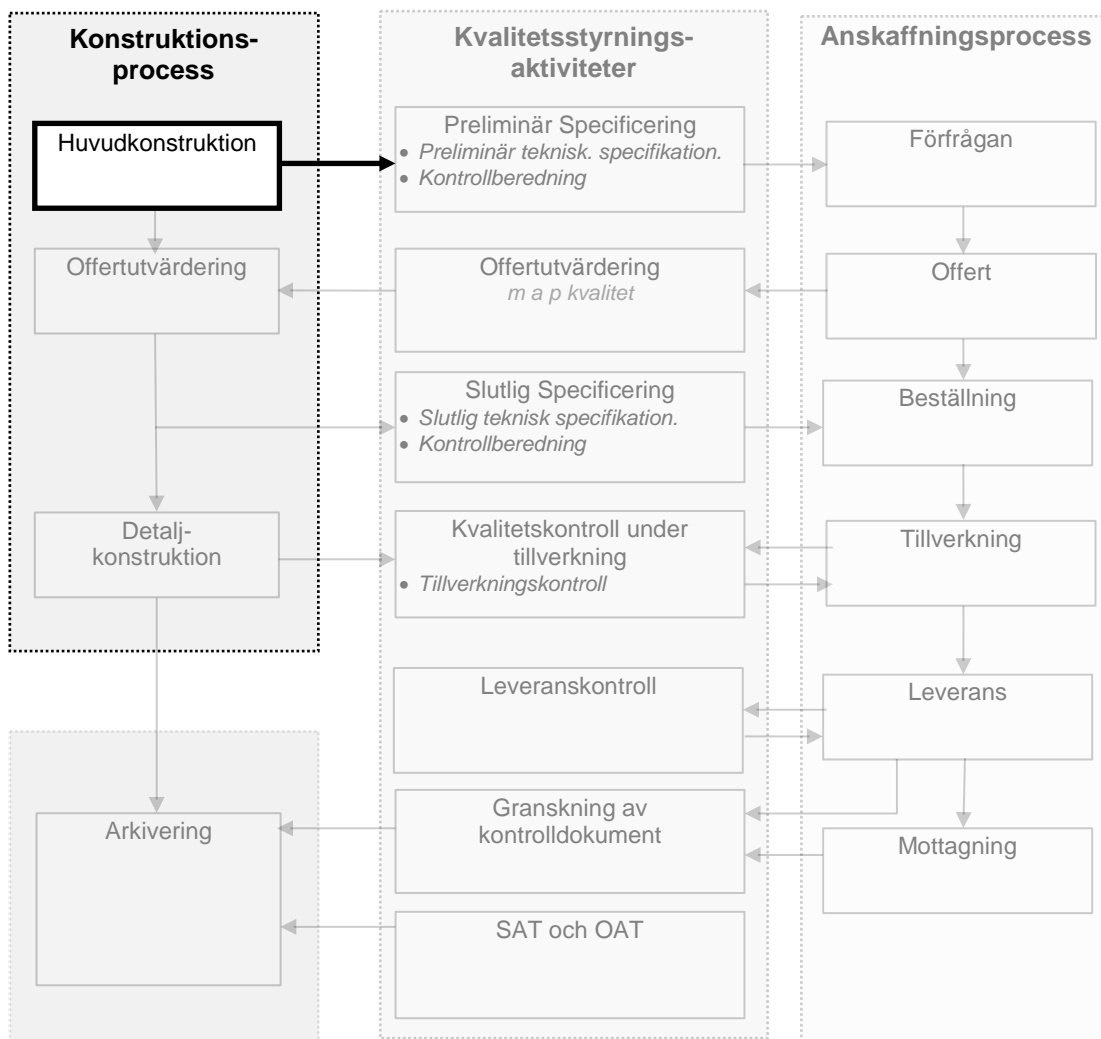 Konstruktions-
process
Huvudkonstruktion
Offertutvärdering
Detalj-
konstruktion
Arkivering
Kvalitetsstyrnings-
aktiviteter
Preliminär Specificering
• Preliminär teknisk. specifikation.
• Kontrollberedning
Offertutvärdering
m a p kvalitet
Slutlig Specificering
• Slutlig teknisk specifikation.
• Kontrollberedning
Kvalitetskontroll under
tillverkning
• Tillverkningskontroll
Leveranskontroll
Granskning av
kontrolldokument
SAT och OAT
Anskaffningsprocess
Förfrågan
Offert
Beställning
Tillverkning
Leverans
Mottagning